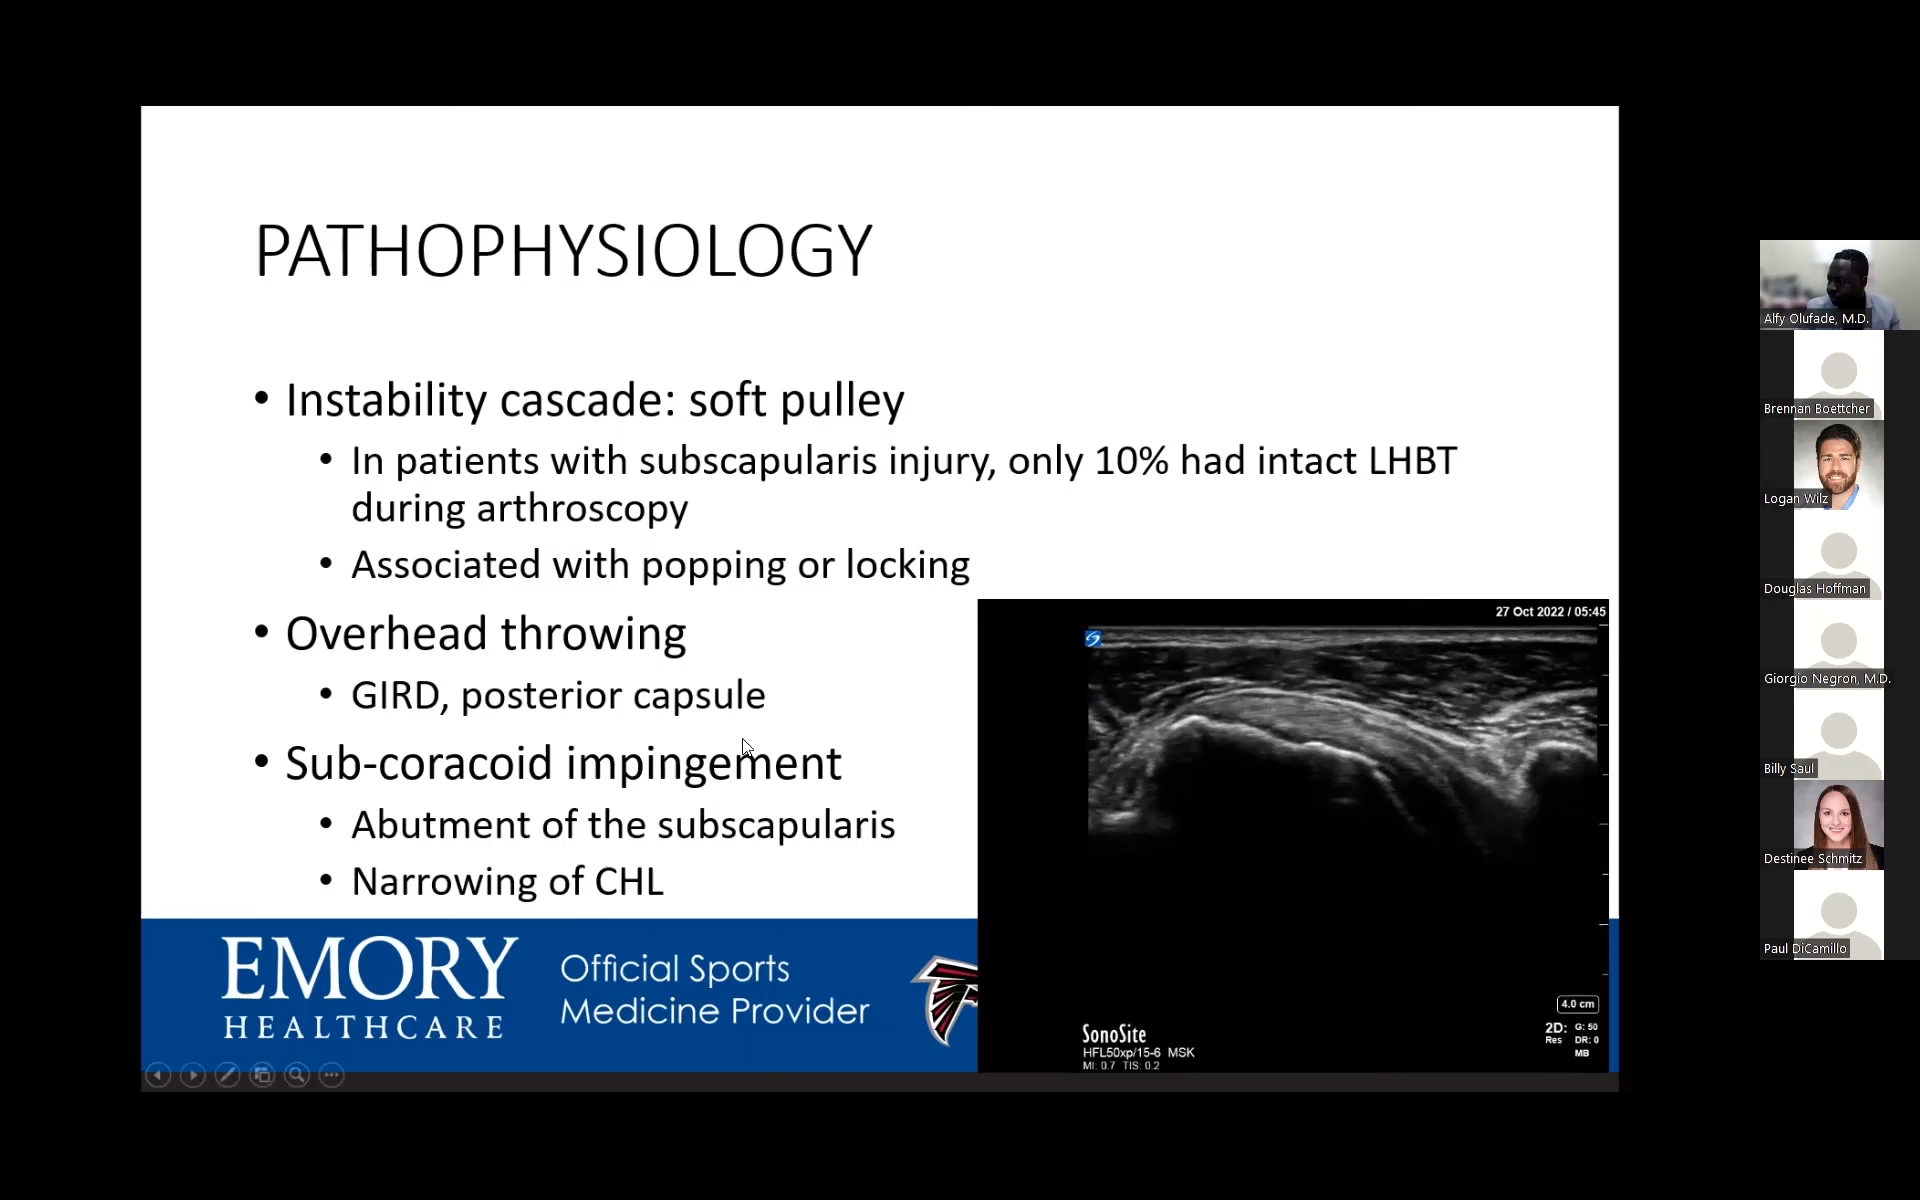 PATHOPHYSIOLOGY
• Instability cascade: soft pulley
• In patients with subscapularis injury, only 10% had intact LHBT
during arthroscopy
• Associated with popping or locking
• Overhead throwing
• GIRD, posterior capsule
• Sub-coracoid impingement
• Abutment of the subscapularis
• Narrowing of CHL
27 Oct 2022 / 05:45
4.0 cm
2D: G: 50
Res DR: 0
MB
SonoSite
HFL50xp/15-6 MSK
MI: 0.7 TIS: 0.2
EMORY
HEALTHCARE
Official Sports
Medicine Provider
Alfy Olufade, M.D.
Brennan Boettcher
Logan Wilz
Douglas Hoffman
Giorgio Negron, M.D.
Billy Saul
Destinee Schmitz
Paul DiCamillo